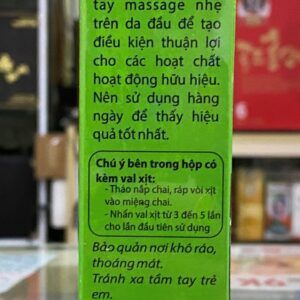 tay massage nhẹ
trên da đầu để tạo
điều kiện thuận lợi
cho các hoạt chất
hoạt động hữu hiệu.
Nên sử dụng hàng
ngày để thấy hiệu
quả tốt nhất.
Chú ý bên trong hộp có
kèm val xịt:
- Tháo nắp chai, ráp vòi xịt
vào miệng chai.
- Nhấn val xịt từ 3 đến 5 lần
cho lần đầu tiên sử dụng
Bảo quản nơi khô ráo,
thoáng mát.
Tránh xa tầm tay trẻ
em.